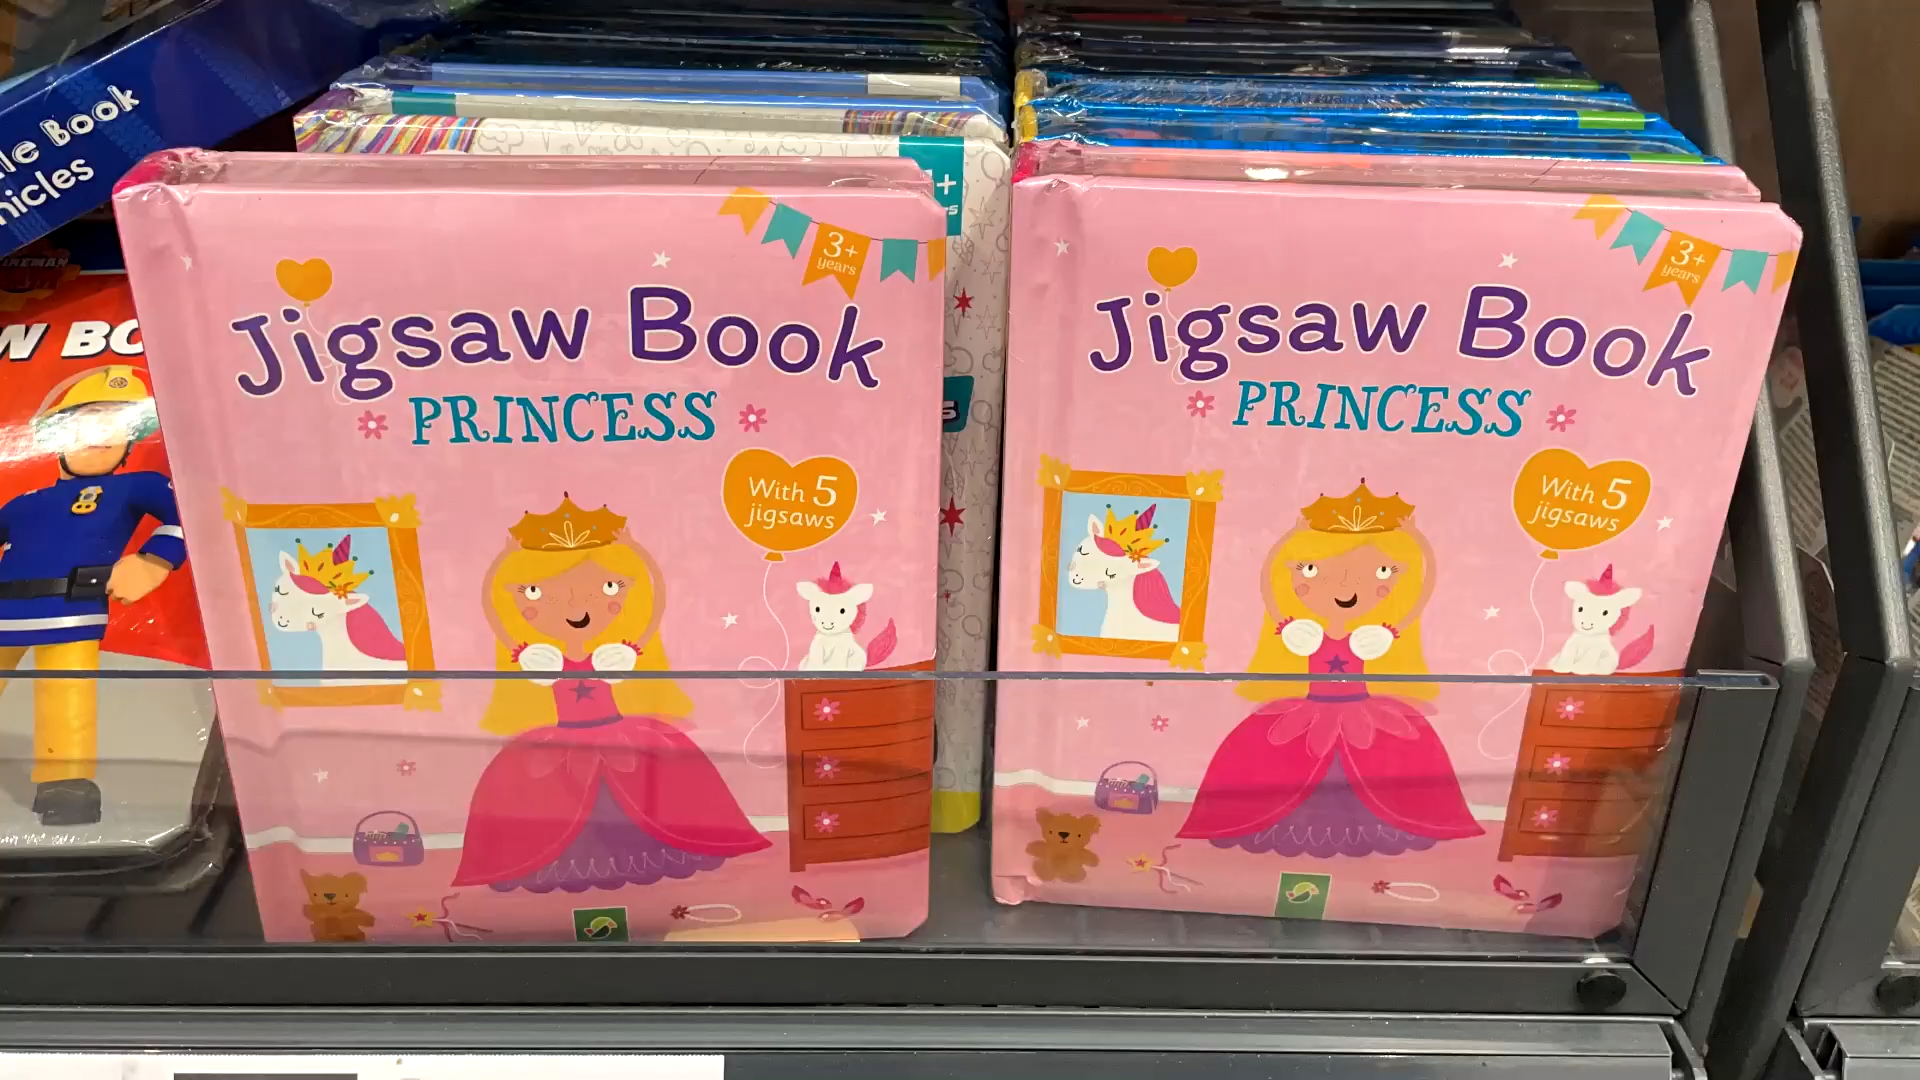 Book
hicles
W BO
3+
years
Jigsaw Book
PRINCESS
With 5
jigsaws
3+
years
Jigsaw Book
PRINCESS
With 5
jigsaws